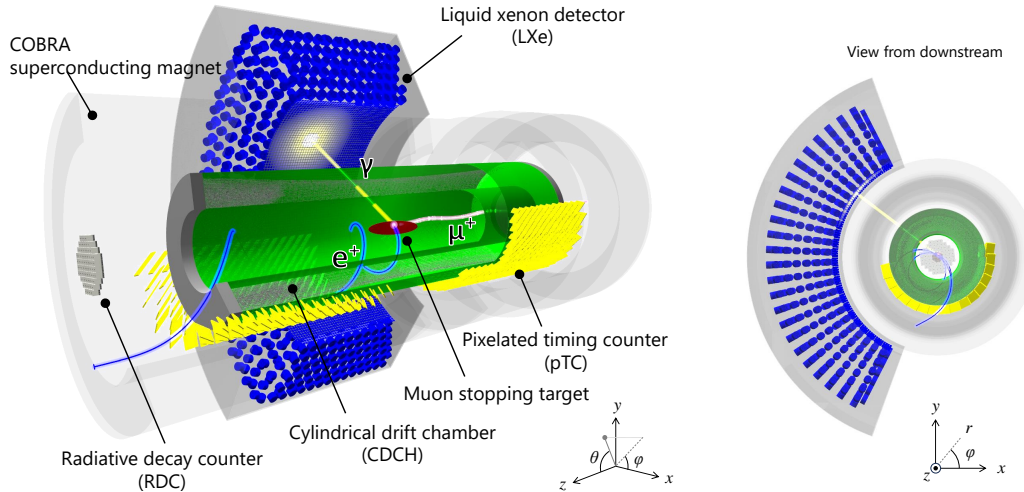 Liquid xenon detector
(LXe)
COBRA
superconducting magnet
View from downstream
γ
μ⁺
e⁺
Pixelated timing counter
(pTC)
Muon stopping target
Cylindrical drift chamber
(CDCH)
Radiative decay counter
(RDC)
y
θ
φ
z
x
y
r
φ
z
x